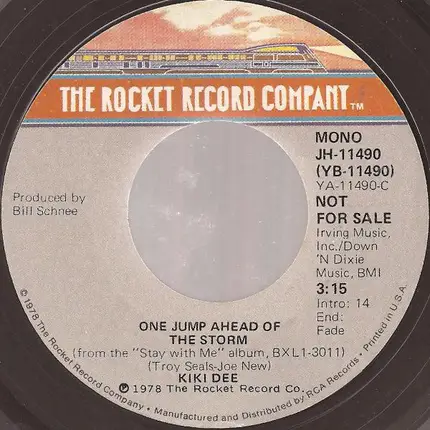 THE ROCKET RECORD COMPANY TM
MONO
JH-11490
(YB-11490)
YA-11490-C
NOT
FOR SALE
Irving Music,
Inc./Down
'N Dixie
Music, BMI
3:15
Intro: 14
End:
Fade
Produced by
Bill Schnee
ONE JUMP AHEAD OF
THE STORM
(from the "Stay with Me" album, BXL1-3011)
(Troy Seals-Joe New)
KIKI DEE
℗ 1978 The Rocket Record Co.
©1978 The Rocket Record Company • Manufactured and Distributed by RCA Records • Printed in U.S.A.